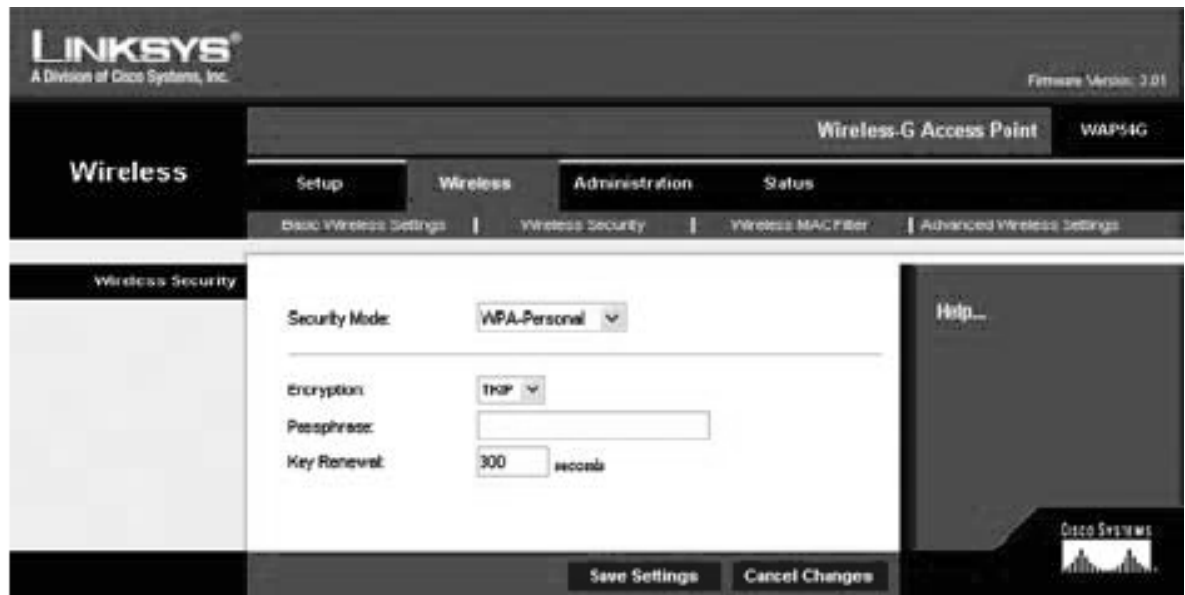 LINKSYS®
A Division of Cisco Systems, Inc.
Firmware Version: 3.01
Wireless-G Access Point WAP54G
Wireless
Setup Wireless Administration Status
Basic Wireless Settings | Wireless Security | Wireless MAC Filter | Advanced Wireless Settings
Wireless Security
Security Mode: WPA-Personal
Help...
Encryption: TKIP
Passphrase:
Key Renewal: 300 seconds
CISCO SYSTEMS
Save Settings Cancel Changes